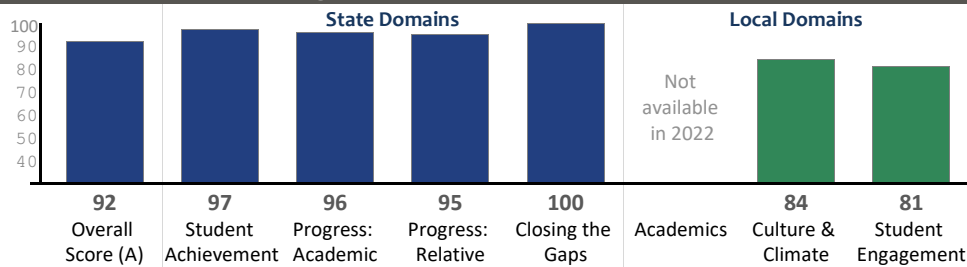 State Domains
Local Domains
100
90
80
70
60
50
40
Not
available
in 2022
92
97
96
95
100
84
81
Overall
Score (A)
Student
Achievement
Progress:
Academic
Progress:
Relative
Closing the
Gaps
Academics
Culture &
Climate
Student
Engagement